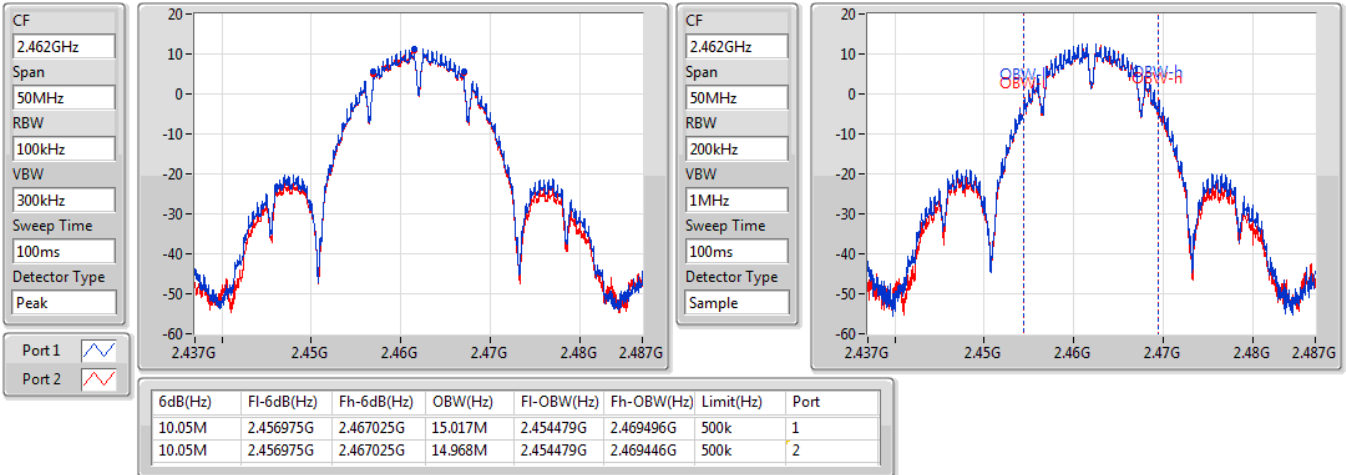 CF
2.462GHz
Span
50MHz
RBW
100kHz
VBW
300kHz
Sweep Time
100ms
Detector Type
Peak
Port 1
Port 2
20
10
0
-10
-20
-30
-40
-50
-60
2.437G 2.45G 2.46G 2.47G 2.48G 2.487G
CF
2.462GHz
Span
50MHz
RBW
200kHz
VBW
1MHz
Sweep Time
100ms
Detector Type
Sample
20
10
0
-10
-20
-30
-40
-50
-60
OBW-l OBW-h
OBW-l OBW-h
2.437G 2.45G 2.46G 2.47G 2.48G 2.487G
6dB(Hz) Fl-6dB(Hz) Fh-6dB(Hz) OBW(Hz) Fl-OBW(Hz) Fh-OBW(Hz) Limit(Hz) Port
10.05M 2.456975G 2.467025G 15.017M 2.454479G 2.469496G 500k 1
10.05M 2.456975G 2.467025G 14.968M 2.454479G 2.469446G 500k 2